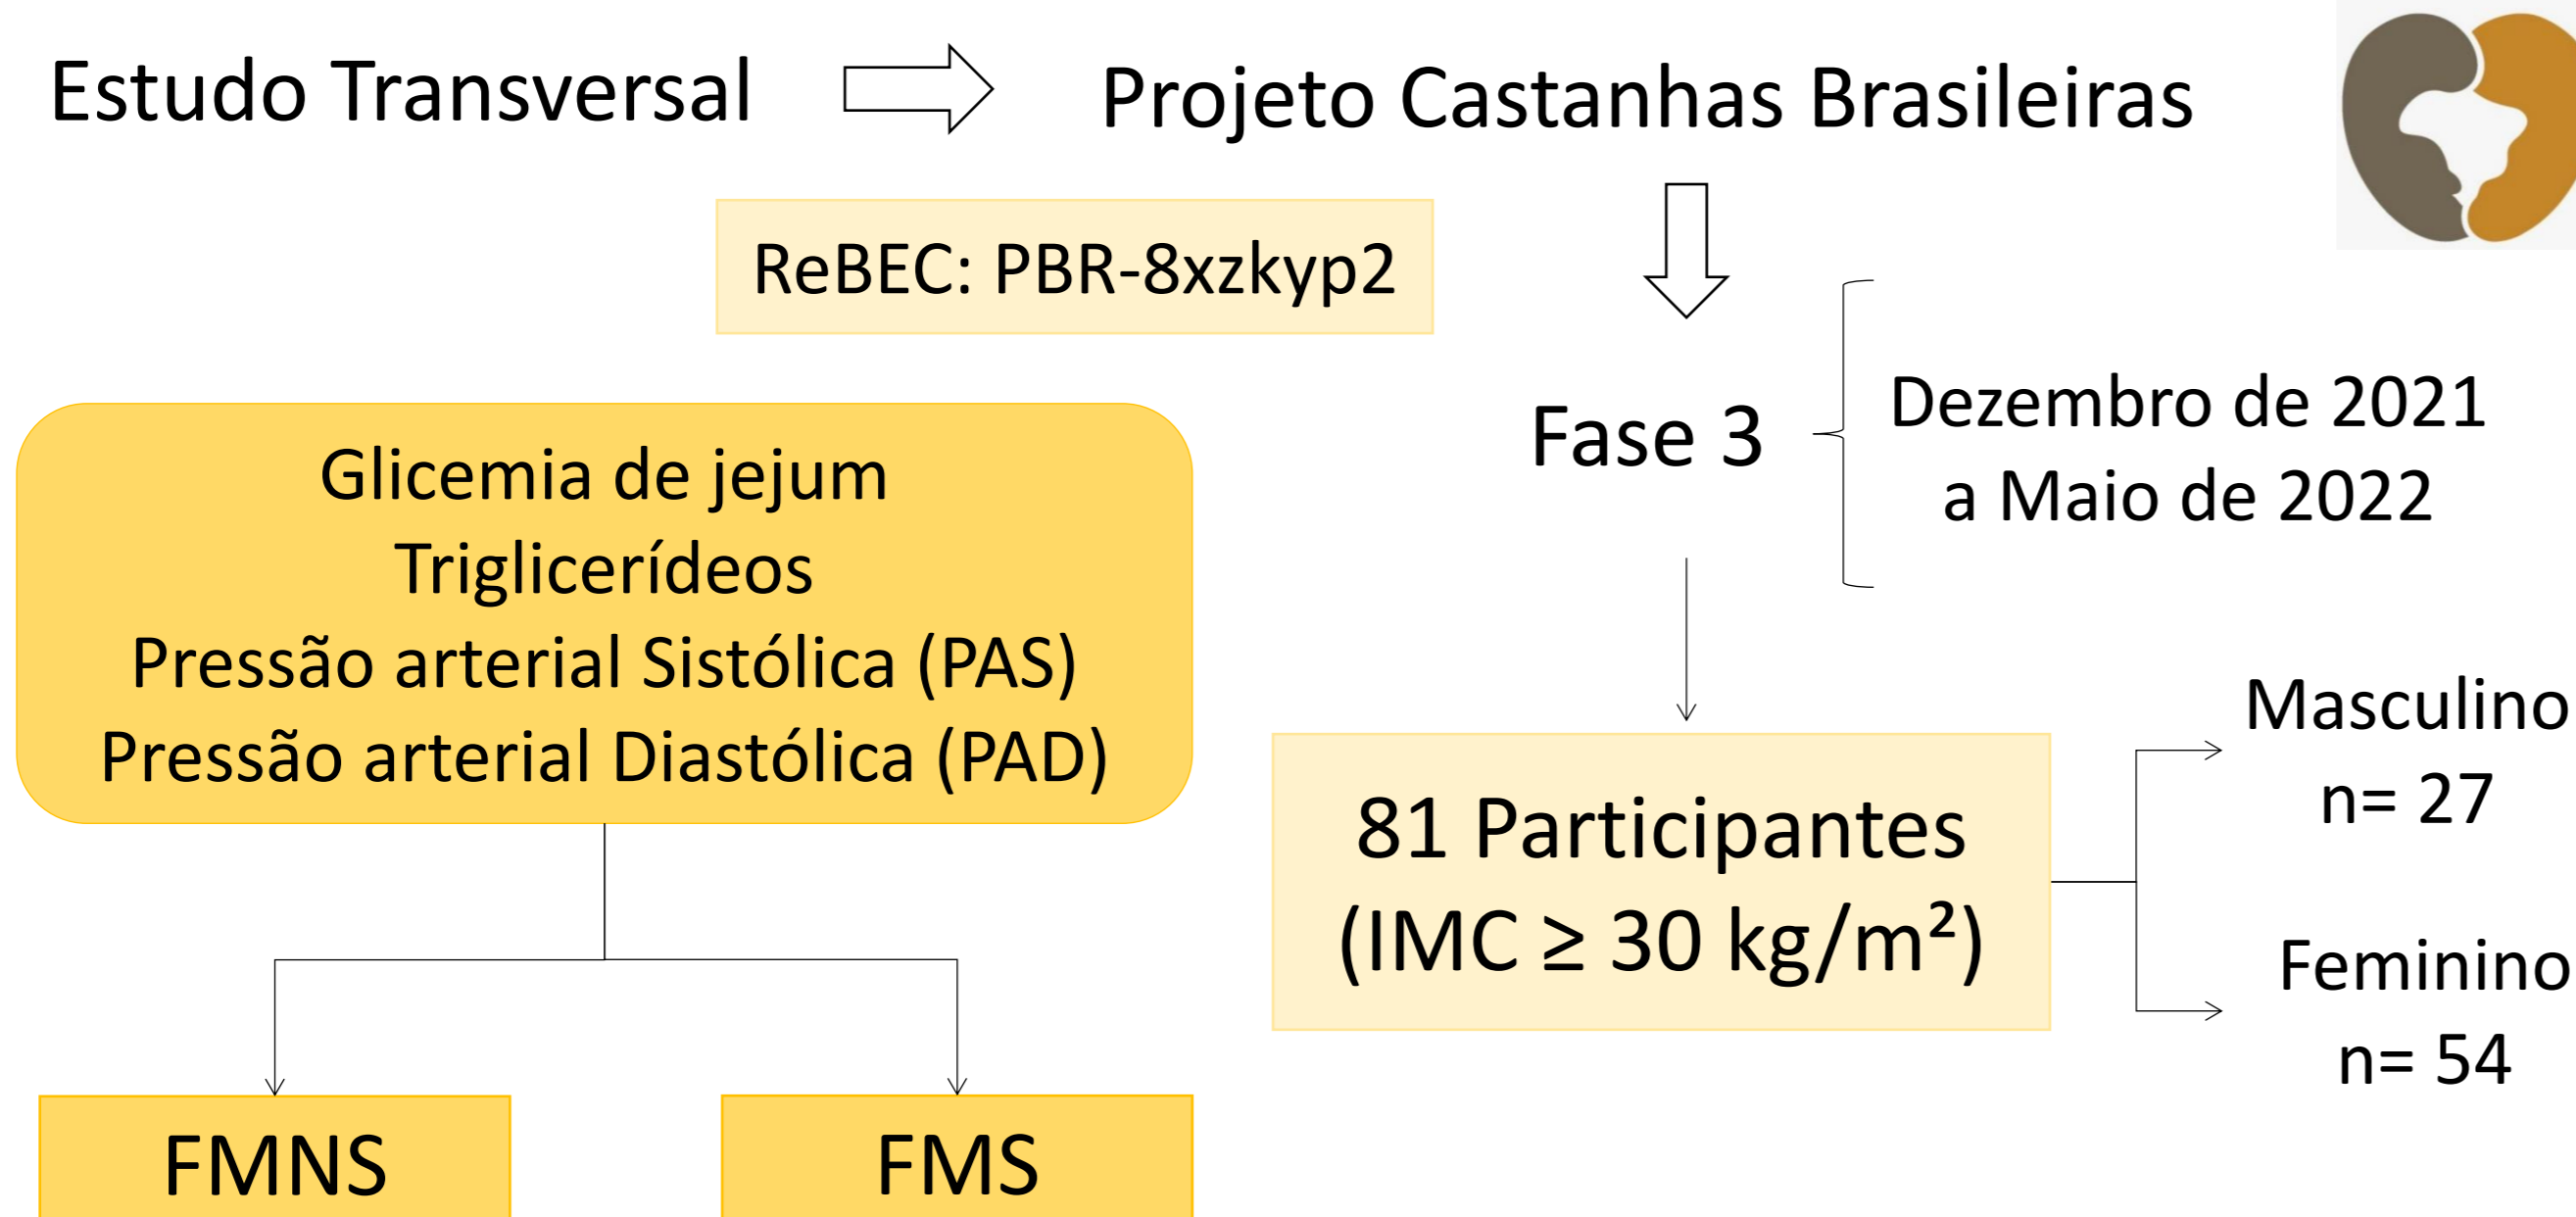 Estudo Transversal
Projeto Castanhas Brasileiras
ReBEC: PBR-8xzkyp2
Fase 3
Dezembro de 2021
a Maio de 2022
Glicemia de jejum
Triglicerídeos
Pressão arterial Sistólica (PAS)
Pressão arterial Diastólica (PAD)
81 Participantes
(IMC ≥ 30 kg/m²)
Masculino
n= 27
Feminino
n= 54
FMNS
FMS